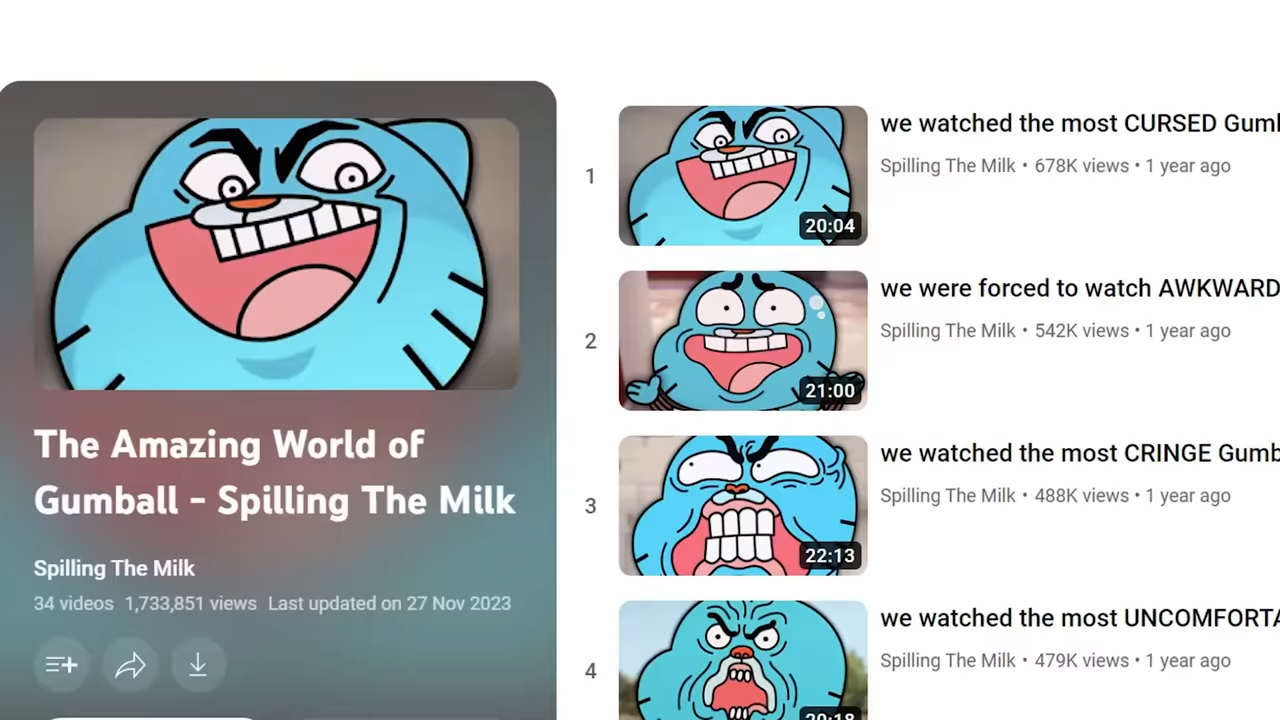 The Amazing World of
Gumball - Spilling The Milk
Spilling The Milk
34 videos 1,733,851 views Last updated on 27 Nov 2023
1
20:04
we watched the most CURSED Gumb
Spilling The Milk • 678K views • 1 year ago
2
21:00
we were forced to watch AWKWARD
Spilling The Milk • 542K views • 1 year ago
3
22:13
we watched the most CRINGE Gumb
Spilling The Milk • 488K views • 1 year ago
4
20:18
we watched the most UNCOMFORTA
Spilling The Milk • 479K views • 1 year ago